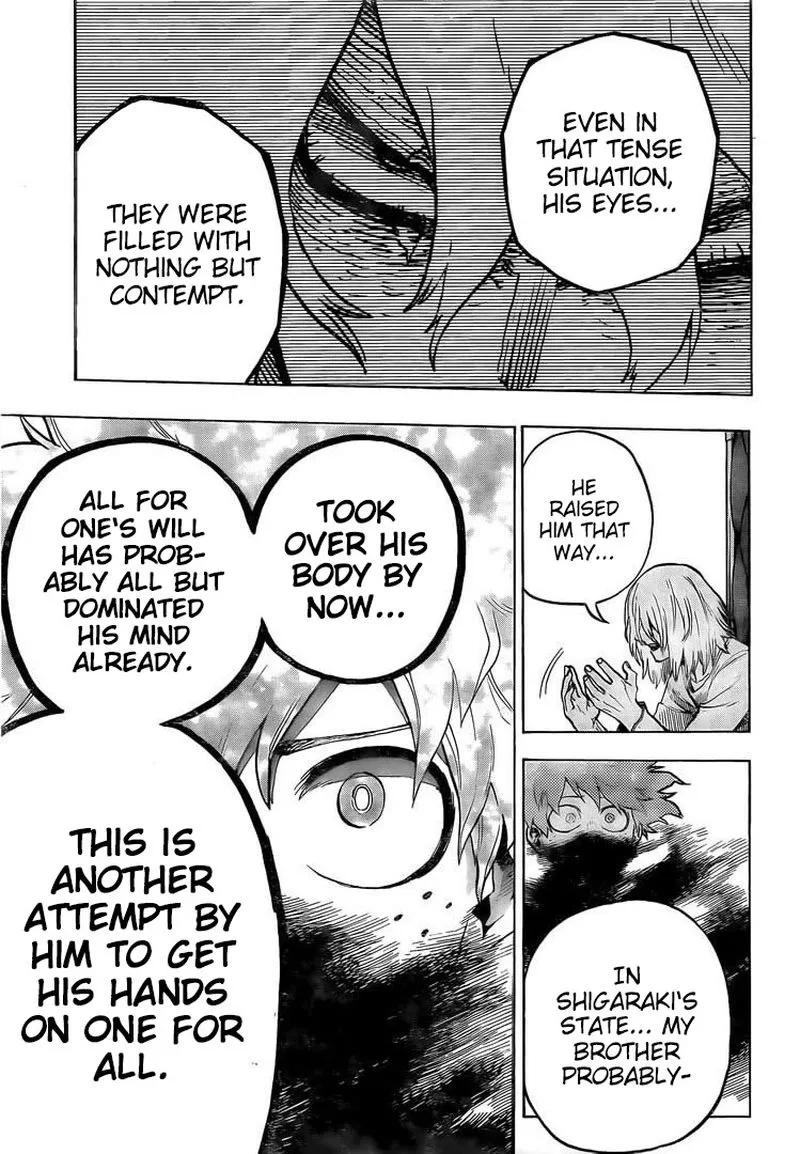 EVEN IN
THAT TENSE
SITUATION,
HIS EYES...
THEY WERE
FILLED WITH
NOTHING BUT
CONTEMPT.
HE
RAISED
HIM THAT
WAY...
IN
SHIGARAKI'S
STATE... MY
BROTHER
PROBABLY-
TOOK
OVER HIS
BODY BY
NOW...
ALL FOR
ONE'S WILL
HAS PROB-
ABLY ALL BUT
DOMINATED
HIS MIND
ALREADY.
THIS IS
ANOTHER
ATTEMPT BY
HIM TO GET
HIS HANDS
ON ONE FOR
ALL.